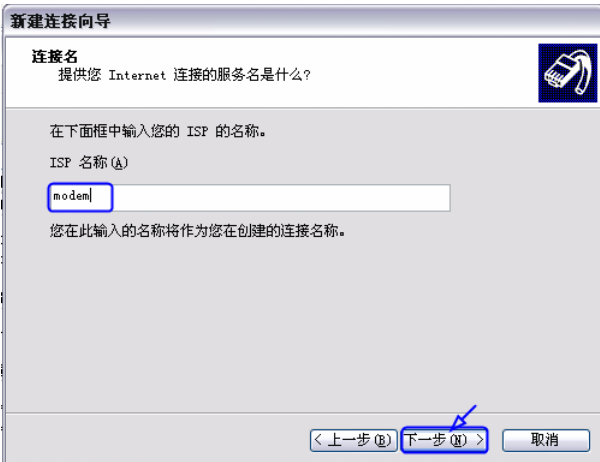 新建连接向导
连接名
提供您 Internet 连接的服务名是什么?
在下面框中输入您的 ISP 的名称。
ISP 名称(A)
modem
您在此输入的名称将作为您在创建的连接名称。
< 上一步(B) 下一步(N) > 取消